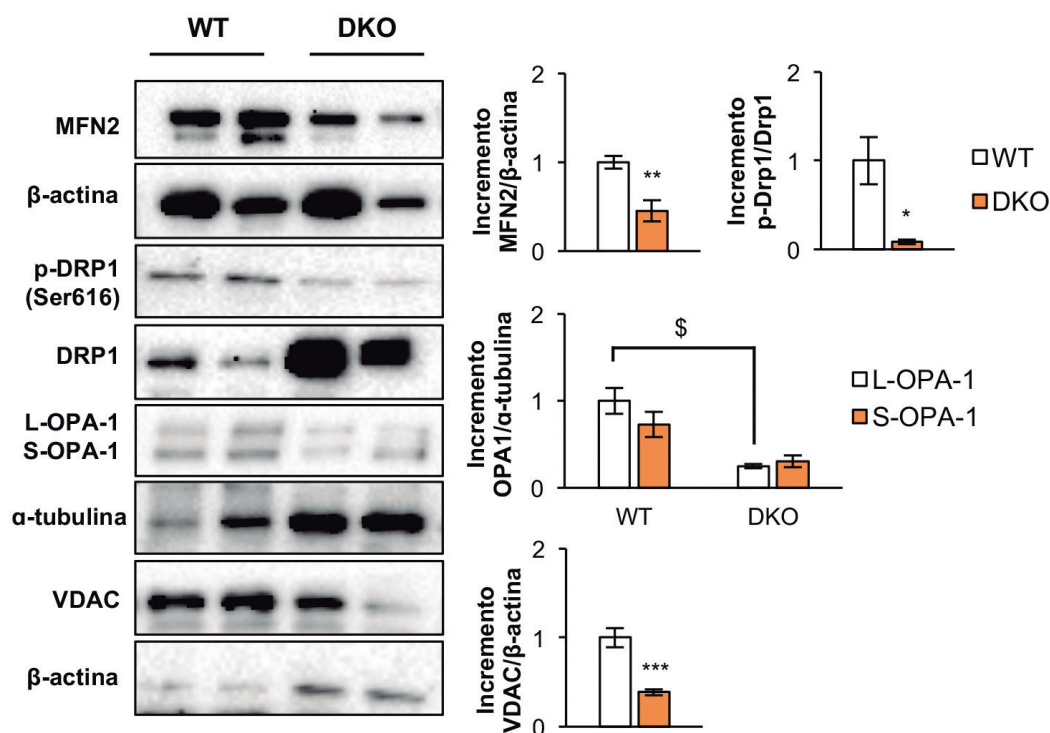 WT DKO
MFN2
β-actina
p-DRP1
(Ser616)
DRP1
L-OPA-1
S-OPA-1
α-tubulina
VDAC
β-actina
Incremento
MFN2/β-actina
2
1
0
**
Incremento
p-Drp1/Drp1
2
1
0
*
WT
DKO
Incremento
OPA1/α-tubulina
2
1
0
$
WT DKO
L-OPA-1
S-OPA-1
Incremento
VDAC/β-actina
2
1
0
***